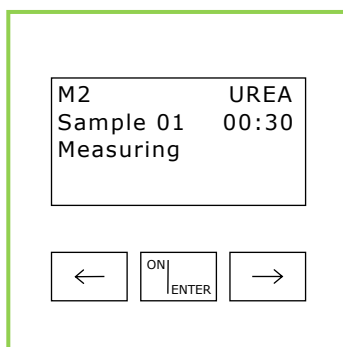 M2 UREA
Sample 01 00:30
Measuring
← ON ENTER →